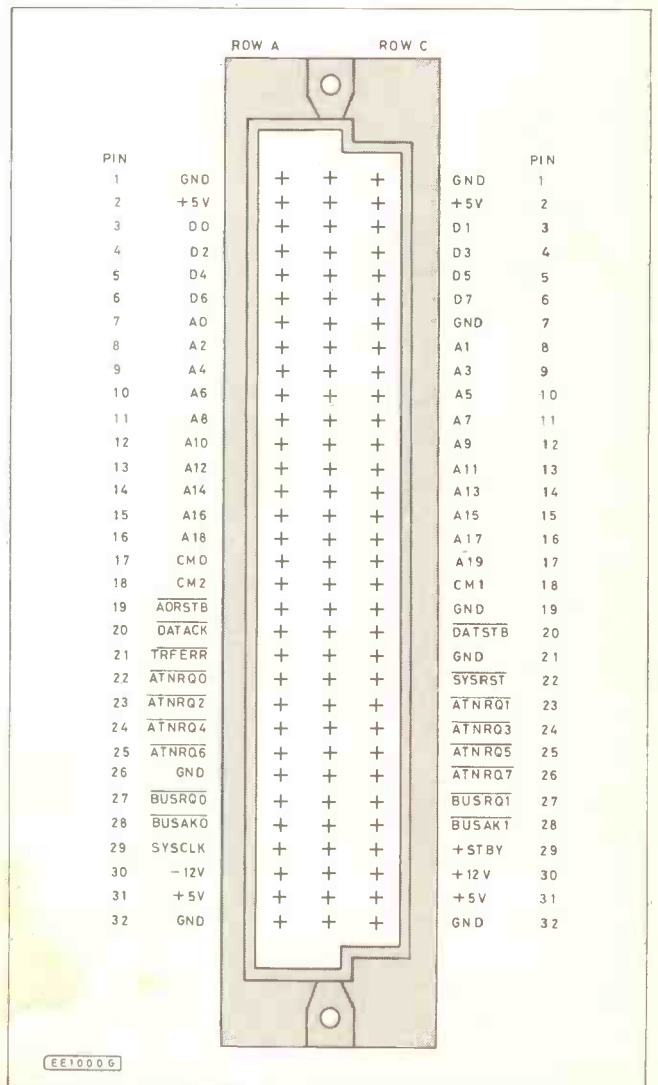 ROW A ROW C
PIN PIN
1 GND GND 1
2 +5V +5V 2
3 D0 D1 3
4 D2 D3 4
5 D4 D5 5
6 D6 D7 6
7 A0 GND 7
8 A2 A1 8
9 A4 A3 9
10 A6 A5 10
11 A8 A7 11
12 A10 A9 12
13 A12 A11 13
14 A14 A13 14
15 A16 A15 15
16 A18 A17 16
17 CM0 A19 17
18 CM2 CM1 18
19 ADRSTB GND 19
20 DATACK DATSTB 20
21 TRFERR GND 21
22 ATNRQ0 SYSRST 22
23 ATNRQ2 ATNRQ1 23
24 ATNRQ4 ATNRQ3 24
25 ATNRQ6 ATNRQ5 25
26 GND ATNRQ7 26
27 BUSRQ0 BUSRQ1 27
28 BUSAK0 BUSAK1 28
29 SYSCLK +STBY 29
30 -12V +12V 30
31 +5V +5V 31
32 GND GND 32
EE1000G